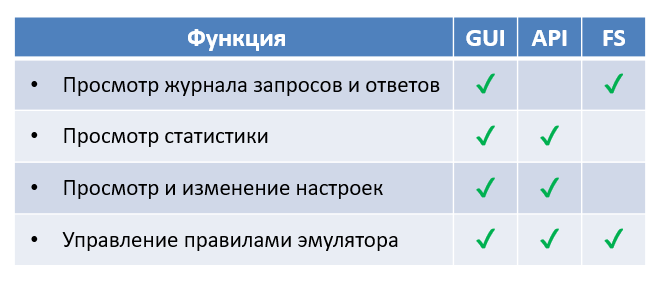 Функция GUI API FS
• Просмотр журнала запросов и ответов ✓ ✓
• Просмотр статистики ✓ ✓
• Просмотр и изменение настроек ✓ ✓
• Управление правилами эмулятора ✓ ✓ ✓